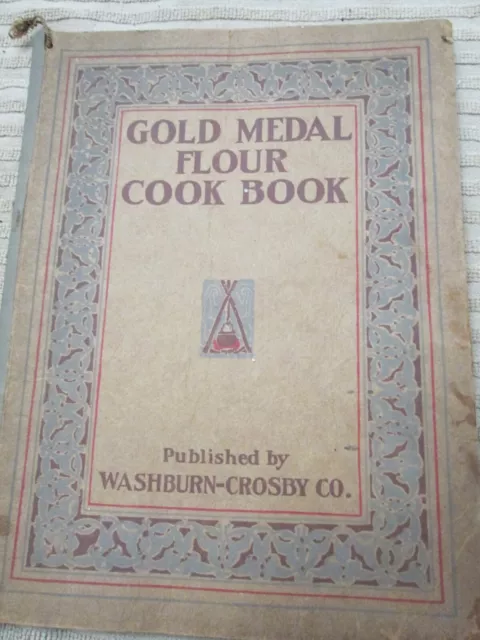 GOLD MEDAL
FLOUR
COOK BOOK
Published by
WASHBURN-CROSBY CO.